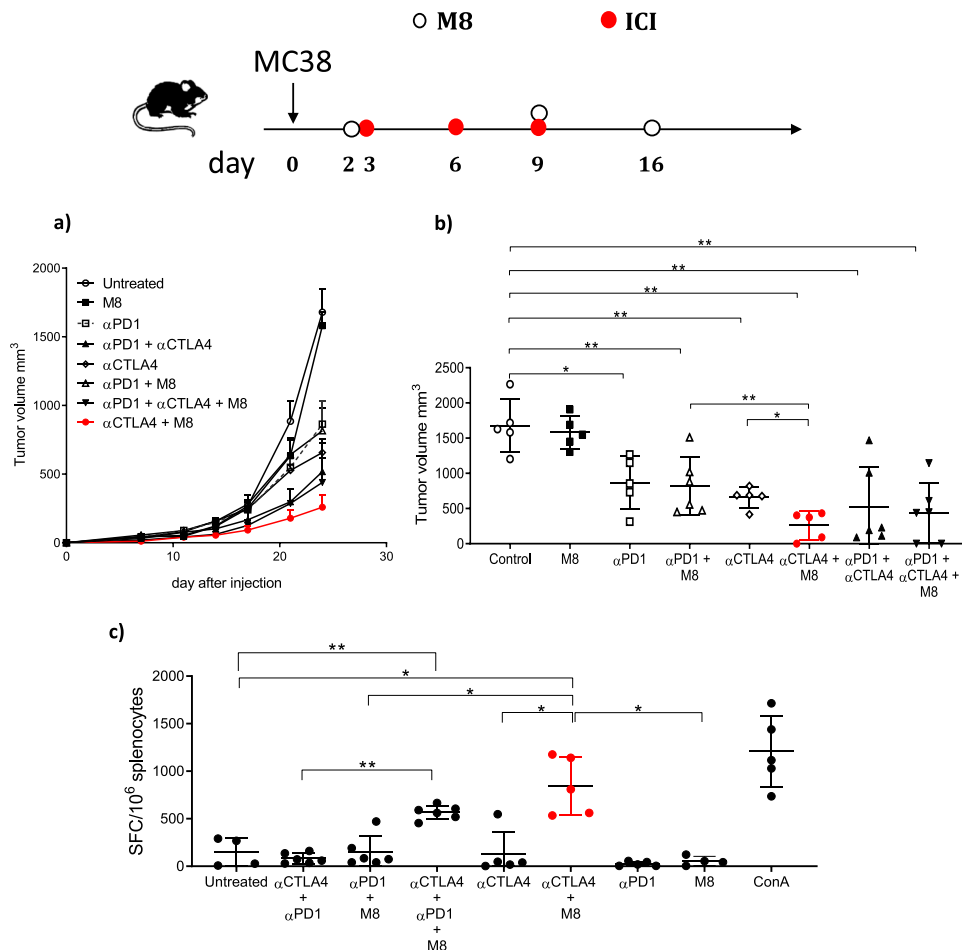 M8 ICI
MC38
day 0 2 3 6 9 16
a)
Tumor volume mm³
2000
1500
1000
500
0
Untreated
M8
αPD1
αPD1 + αCTLA4
αCTLA4
αPD1 + M8
αPD1 + αCTLA4 + M8
αCTLA4 + M8
0 10 20 30
day after injection
b)
**
**
**
**
**
*
**
*
Tumor volume mm³
2500
2000
1500
1000
500
0
Control M8 αPD1 αPD1 + αCTLA4 αCTLA4 + αPD1 + αPD1 +
M8 M8 αCTLA4 αCTLA4 +
M8
c)
**
*
*
*
*
**
SFC/10⁶ splenocytes
2000
1500
1000
500
0
Untreated αCTLA4 αPD1 αCTLA4 αCTLA4 αCTLA4 αPD1 M8 ConA
+ + + +
αPD1 M8 αPD1 M8
+
M8